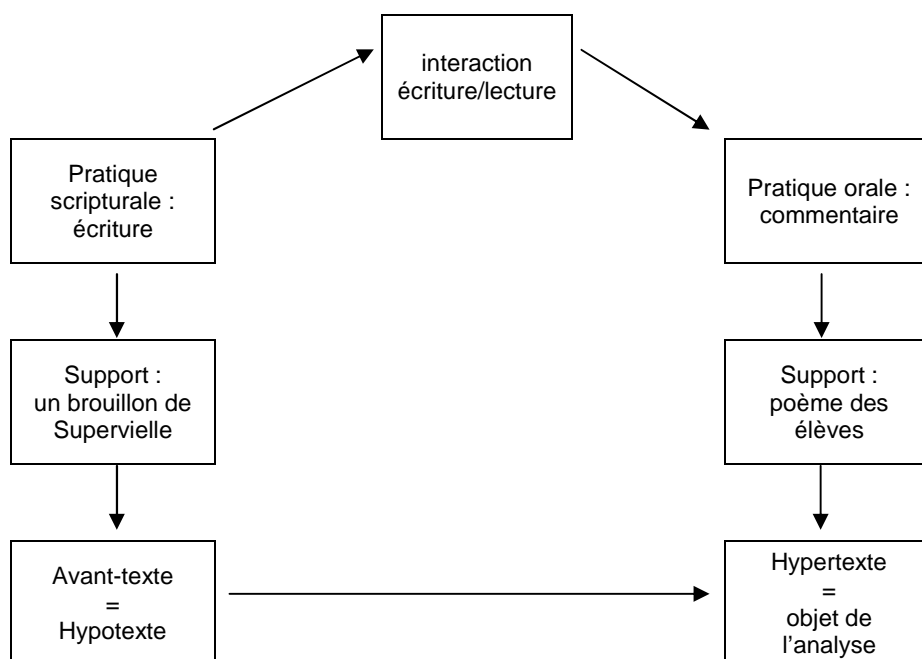 interaction
écriture/lecture
Pratique
scripturale :
écriture
Pratique orale :
commentaire
Support :
un brouillon de
Supervielle
Support :
poème des
élèves
Avant-texte
=
Hypotexte
Hypertexte
=
objet de
l’analyse